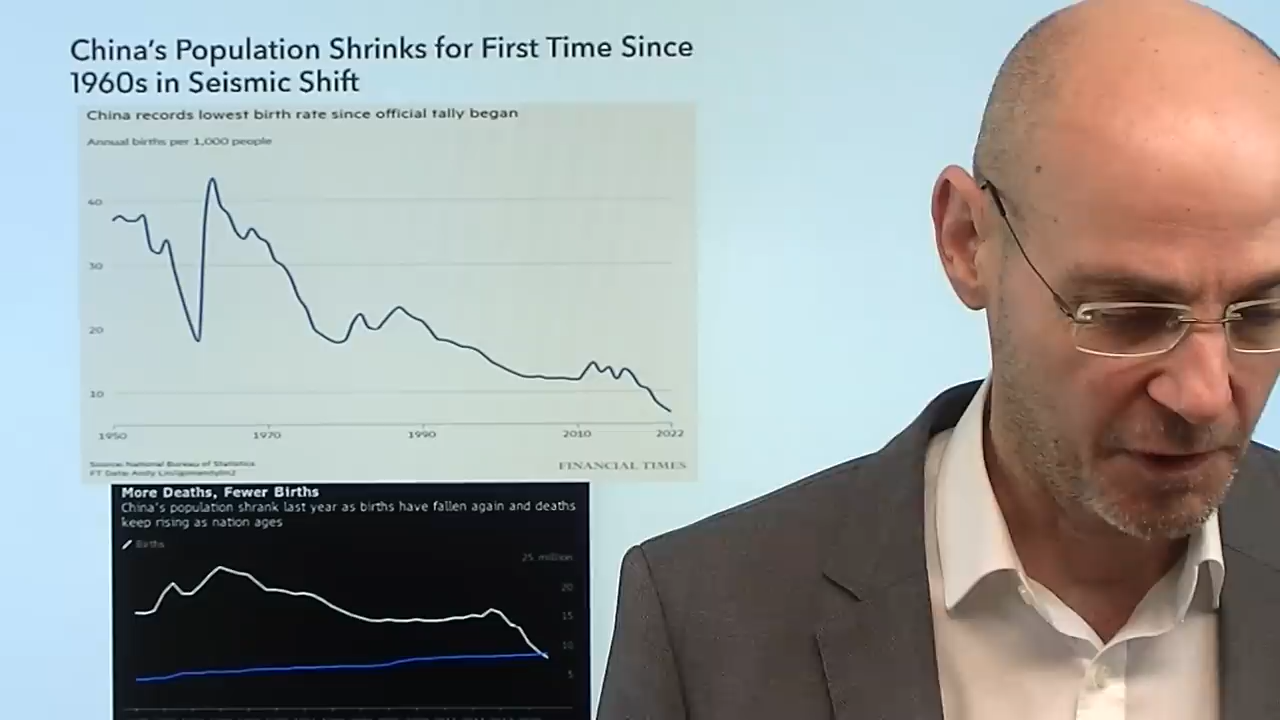 China's Population Shrinks for First Time Since
1960s in Seismic Shift
China records lowest birth rate since official tally began
Annual births per 1,000 people
40
30
20
10
1950 1970 1990 2010 2022
Source: National Bureau of Statistics
FT Data: Andy
FINANCIAL TIMES
More Deaths, Fewer Births
China's population shrank last year as births have fallen again and deaths
keep rising as nation ages
Births
25 million
20
15
10
5